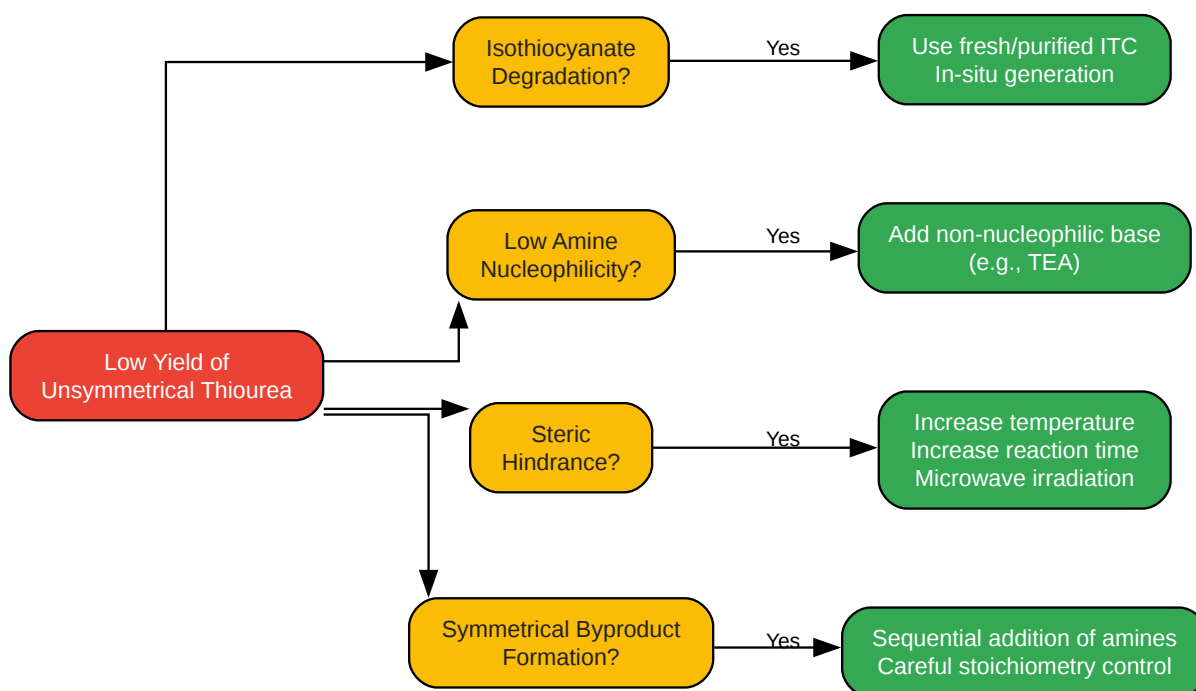 Isothiocyanate
Degradation?
Yes
Use fresh/purified ITC
In-situ generation
Low Amine
Nucleophilicity?
Yes
Add non-nucleophilic base
(e.g., TEA)
Low Yield of
Unsymmetrical Thiourea
Steric
Hindrance?
Yes
Increase temperature
Increase reaction time
Microwave irradiation
Symmetrical Byproduct
Formation?
Yes
Sequential addition of amines
Careful stoichiometry control